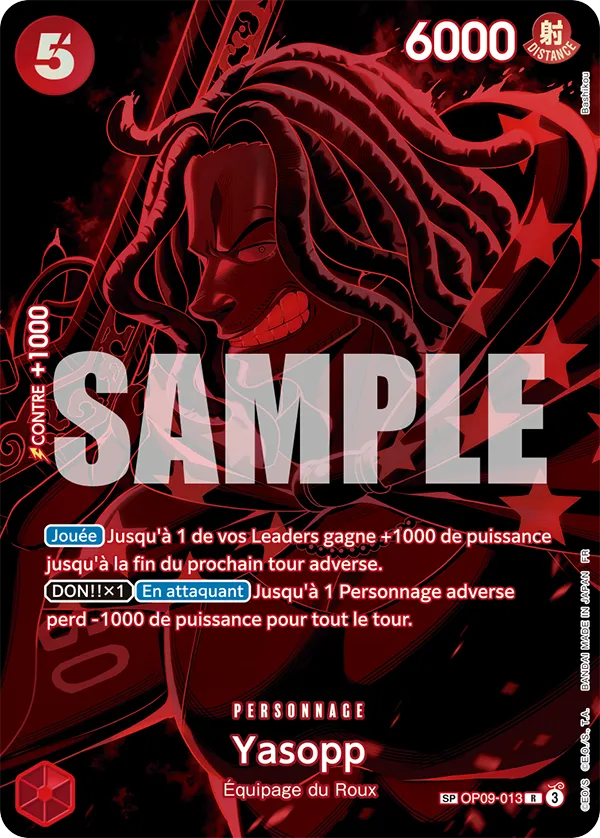 5
6000
射
DISTANCE
Bashikou
CONTRE +1000
SAMPLE
Jouée Jusqu'à 1 de vos Leaders gagne +1000 de puissance
jusqu'à la fin du prochain tour adverse.
DON!!×1 En attaquant Jusqu'à 1 Personnage adverse
perd -1000 de puissance pour tout le tour.
©EO/S ©E.O./S. T.A. BANDAI MADE IN JAPAN FR
PERSONNAGE
Yasopp
Équipage du Roux
SP OP09-013 R 3